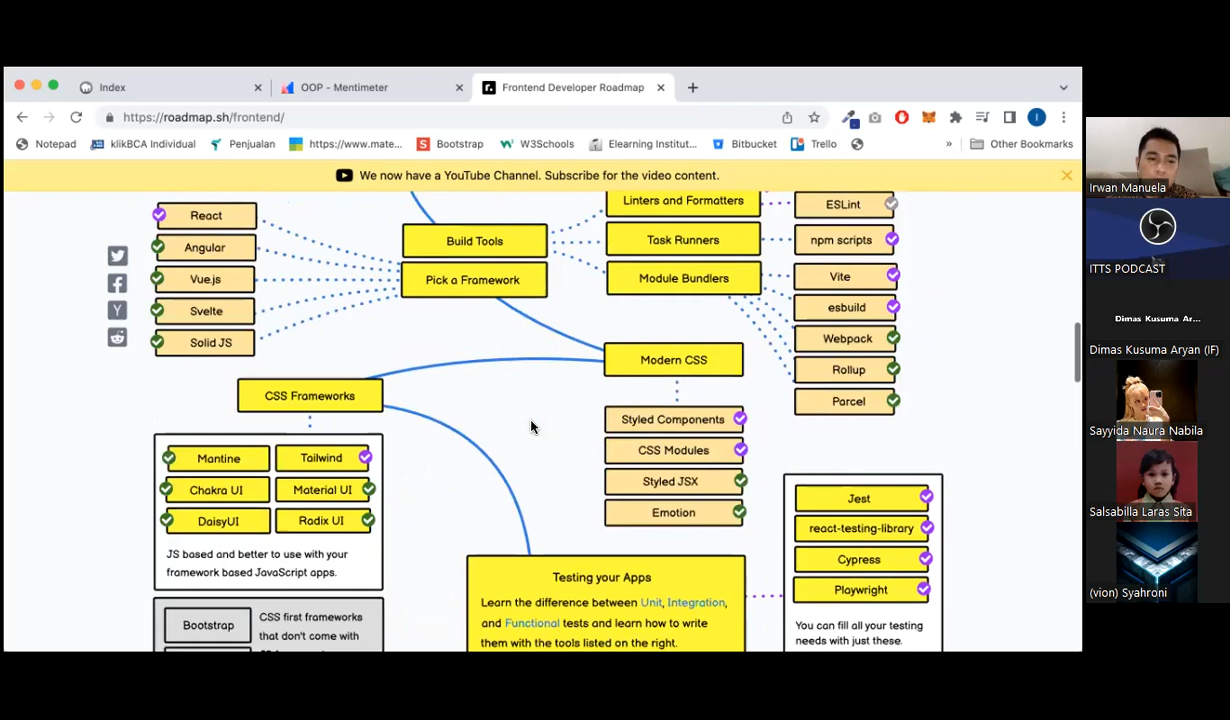 Index
OOP - Mentimeter
Frontend Developer Roadmap
https://roadmap.sh/frontend/
Notepad
klikBCA Individual
Penjualan
https://www.mate...
Bootstrap
W3Schools
Elearning Institut...
Bitbucket
Trello
»
Other Bookmarks
We now have a YouTube Channel. Subscribe for the video content.
React
Angular
Vue.js
Svelte
Solid JS
Build Tools
Pick a Framework
Linters and Formatters
Task Runners
Module Bundlers
ESLint
npm scripts
Vite
esbuild
Webpack
Rollup
Parcel
Modern CSS
Styled Components
CSS Modules
Styled JSX
Emotion
CSS Frameworks
Mantine
Tailwind
Chakra UI
Material UI
DaisyUI
Radix UI
JS based and better to use with your
framework based JavaScript apps.
Bootstrap
CSS first frameworks
that don't come with
Testing your Apps
Learn the difference between Unit, Integration,
and Functional tests and learn how to write
them with the tools listed on the right.
Jest
react-testing-library
Cypress
Playwright
You can fill all your testing
needs with just these.
Irwan Manuela
ITTS PODCAST
Dimas Kusuma Ar...
Dimas Kusuma Aryan (IF)
Sayyida Naura Nabila
Salsabilla Laras Sita
(vion) Syahroni